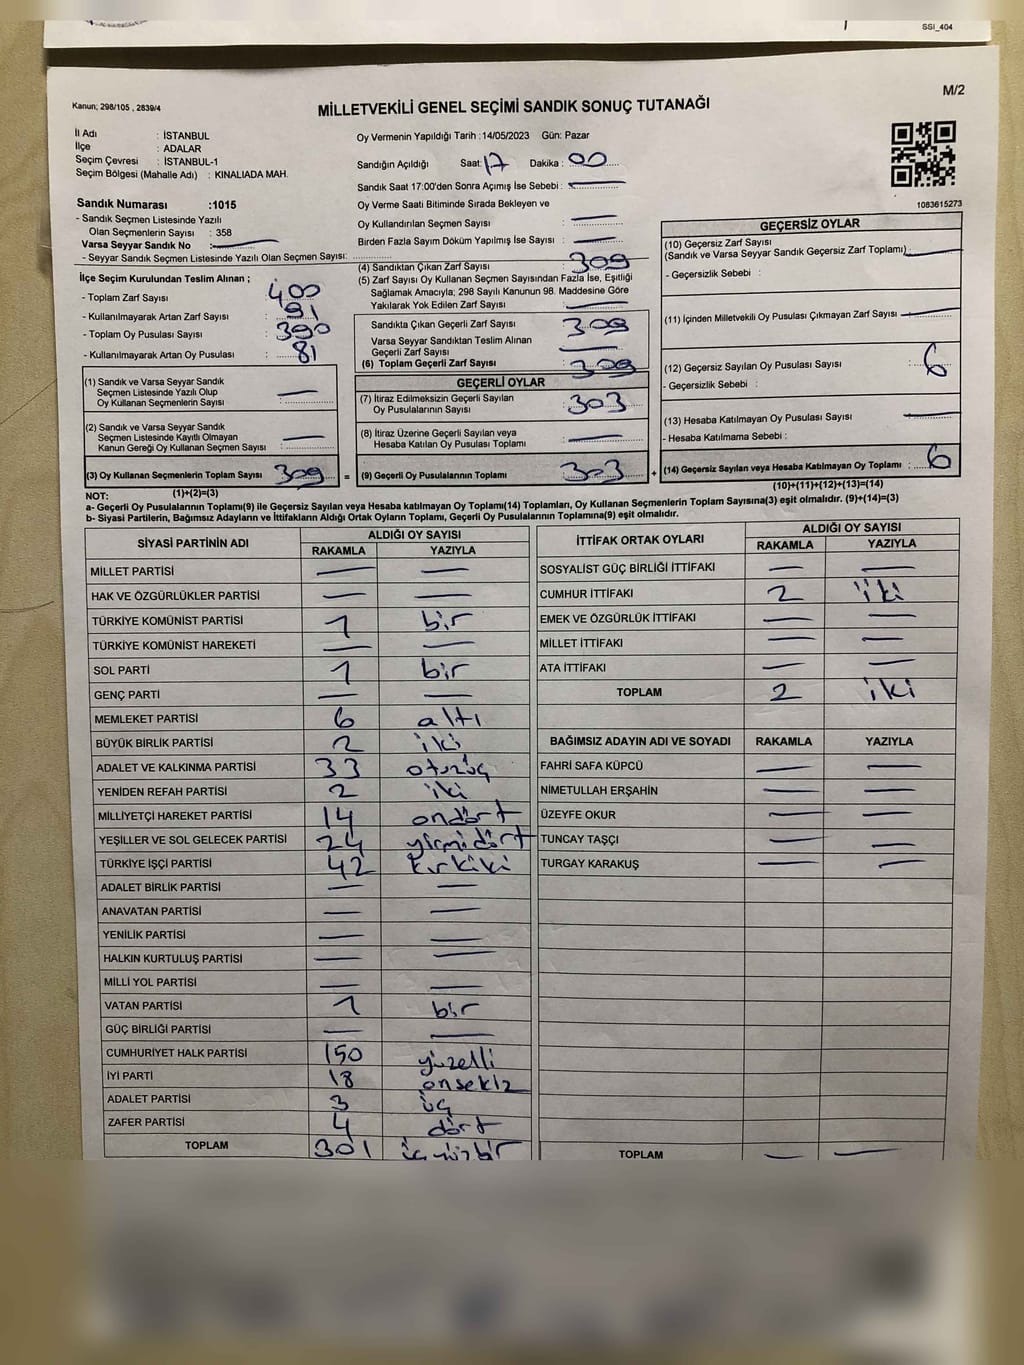 SSI_404
M/2
Kanun; 298/105 , 2839/4
MİLLETVEKİLİ GENEL SEÇİMİ SANDIK SONUÇ TUTANAĞI
İl Adı : İSTANBUL
İlçe : ADALAR
Seçim Çevresi : İSTANBUL-1
Seçim Bölgesi (Mahalle Adı) : KINALIADA MAH.
Sandık Numarası :1015
- Sandık Seçmen Listesinde Yazılı
Olan Seçmenlerin Sayısı : 358
Varsa Seyyar Sandık No :
- Seyyar Sandık Seçmen Listesinde Yazılı Olan Seçmen Sayısı:
İlçe Seçim Kurulundan Teslim Alınan ;
- Toplam Zarf Sayısı : 400
- Kullanılmayarak Artan Zarf Sayısı : 91
- Toplam Oy Pusulası Sayısı : 390
- Kullanılmayarak Artan Oy Pusulası : 81
(1) Sandık ve Varsa Seyyar Sandık
Seçmen Listesinde Yazılı Olup
Oy Kullanan Seçmenlerin Sayısı :
(2) Sandık ve Varsa Seyyar Sandık
Seçmen Listesinde Kayıtlı Olmayan
Kanun Gereği Oy Kullanan Seçmen Sayısı :
(3) Oy Kullanan Seçmenlerin Toplam Sayısı : 309 =
(1)+(2)=(3)
Oy Vermenin Yapıldığı Tarih :14/05/2023 Gün: Pazar
Sandığın Açıldığı Saat: 17 Dakika : 00
Sandık Saat 17:00'den Sonra Açımış İse Sebebi :
Oy Verme Saati Bitiminde Sırada Bekleyen ve
Oy Kullandırılan Seçmen Sayısı :
Birden Fazla Sayım Döküm Yapılmış İse Sayısı :
(4) Sandıktan Çıkan Zarf Sayısı : 309
(5) Zarf Sayısı Oy Kullanan Seçmen Sayısından Fazla İse, Eşitliği
Sağlamak Amacıyla; 298 Sayılı Kanunun 98. Maddesine Göre
Yakılarak Yok Edilen Zarf Sayısı :
Sandıkta Çıkan Geçerli Zarf Sayısı : 309
Varsa Seyyar Sandıktan Teslim Alınan
Geçerli Zarf Sayısı :
(6) Toplam Geçerli Zarf Sayısı : 309
GEÇERLİ OYLAR
(7) İtiraz Edilmeksizin Geçerli Sayılan
Oy Pusulalarının Sayısı : 303
(8) İtiraz Üzerine Geçerli Sayılan veya
Hesaba Katılan Oy Pusulası Toplamı :
(9) Geçerli Oy Pusulalarının Toplamı : 303 +
1083615273
GEÇERSİZ OYLAR
(10) Geçersiz Zarf Sayısı
(Sandık ve Varsa Seyyar Sandık Geçersiz Zarf Toplamı) :
- Geçersizlik Sebebi :
(11) İçinden Milletvekili Oy Pusulası Çıkmayan Zarf Sayısı :
(12) Geçersiz Sayılan Oy Pusulası Sayısı : 6
- Geçersizlik Sebebi :
(13) Hesaba Katılmayan Oy Pusulası Sayısı :
- Hesaba Katılmama Sebebi :
(14) Geçersiz Sayılan veya Hesaba Katılmayan Oy Toplamı : 6
(10)+(11)+(12)+(13)=(14)
NOT:
a- Geçerli Oy Pusulalarının Toplamı(9) ile Geçersiz Sayılan veya Hesaba katılmayan Oy Toplamı(14) Toplamları, Oy Kullanan Seçmenlerin Toplam Sayısına(3) eşit olmalıdır. (9)+(14)=(3)
b- Siyasi Partilerin, Bağımsız Adayların ve İttifakların Aldığı Oyların Toplamı, Geçerli Oy Pusulalarının Toplamına(9) eşit olmalıdır.
SİYASİ PARTİNİN ADI ALDIĞI OY SAYISI
RAKAMLA YAZIYLA
MİLLET PARTİSİ
HAK VE ÖZGÜRLÜKLER PARTİSİ
TÜRKİYE KOMÜNİST PARTİSİ 1 bir
TÜRKİYE KOMÜNİST HAREKETİ
SOL PARTİ 1 bir
GENÇ PARTİ
MEMLEKET PARTİSİ 6 altı
BÜYÜK BİRLİK PARTİSİ 2 iki
ADALET VE KALKINMA PARTİSİ 33 otuzüç
YENİDEN REFAH PARTİSİ 2 iki
MİLLİYETÇİ HAREKET PARTİSİ 14 ondört
YEŞİLLER VE SOL GELECEK PARTİSİ 24 yirmidört
TÜRKİYE İŞÇİ PARTİSİ 42 kırkiki
ADALET BİRLİK PARTİSİ
ANAVATAN PARTİSİ
YENİLİK PARTİSİ
HALKIN KURTULUŞ PARTİSİ
MİLLİ YOL PARTİSİ
VATAN PARTİSİ 1 bir
GÜÇ BİRLİĞİ PARTİSİ
CUMHURİYET HALK PARTİSİ 150 yüzelli
İYİ PARTİ 18 onsekiz
ADALET PARTİSİ 3 üç
ZAFER PARTİSİ 4 dört
TOPLAM 301 üçyüzbir
İTTİFAK ORTAK OYLARI ALDIĞI OY SAYISI
RAKAMLA YAZIYLA
SOSYALİST GÜÇ BİRLİĞİ İTTİFAKI
CUMHUR İTTİFAKI 2 iki
EMEK VE ÖZGÜRLÜK İTTİFAKI
MİLLET İTTİFAKI
ATA İTTİFAKI
TOPLAM 2 iki
BAĞIMSIZ ADAYIN ADI VE SOYADI RAKAMLA YAZIYLA
FAHRİ SAFA KÜPCÜ
NİMETULLAH ERŞAHİN
ÜZEYFE OKUR
TUNCAY TAŞÇI
TURGAY KARAKUŞ
TOPLAM